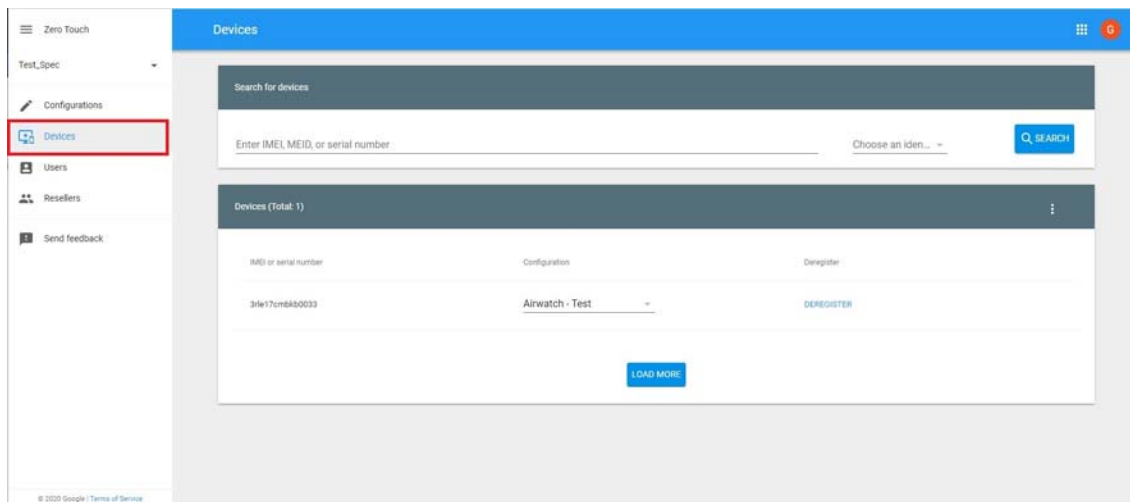 Zero Touch
Devices
G
Test_Spec
Configurations
Devices
Users
Resellers
Send feedback
Search for devices
Enter IMEI, MEID, or serial number
Choose an iden...
SEARCH
Devices (Total: 1)
IMEI or serial number
Configuration
Deregister
3rle17cmbkb0033
Airwatch - Test
DEREGISTER
LOAD MORE
© 2020 Google | Terms of Service